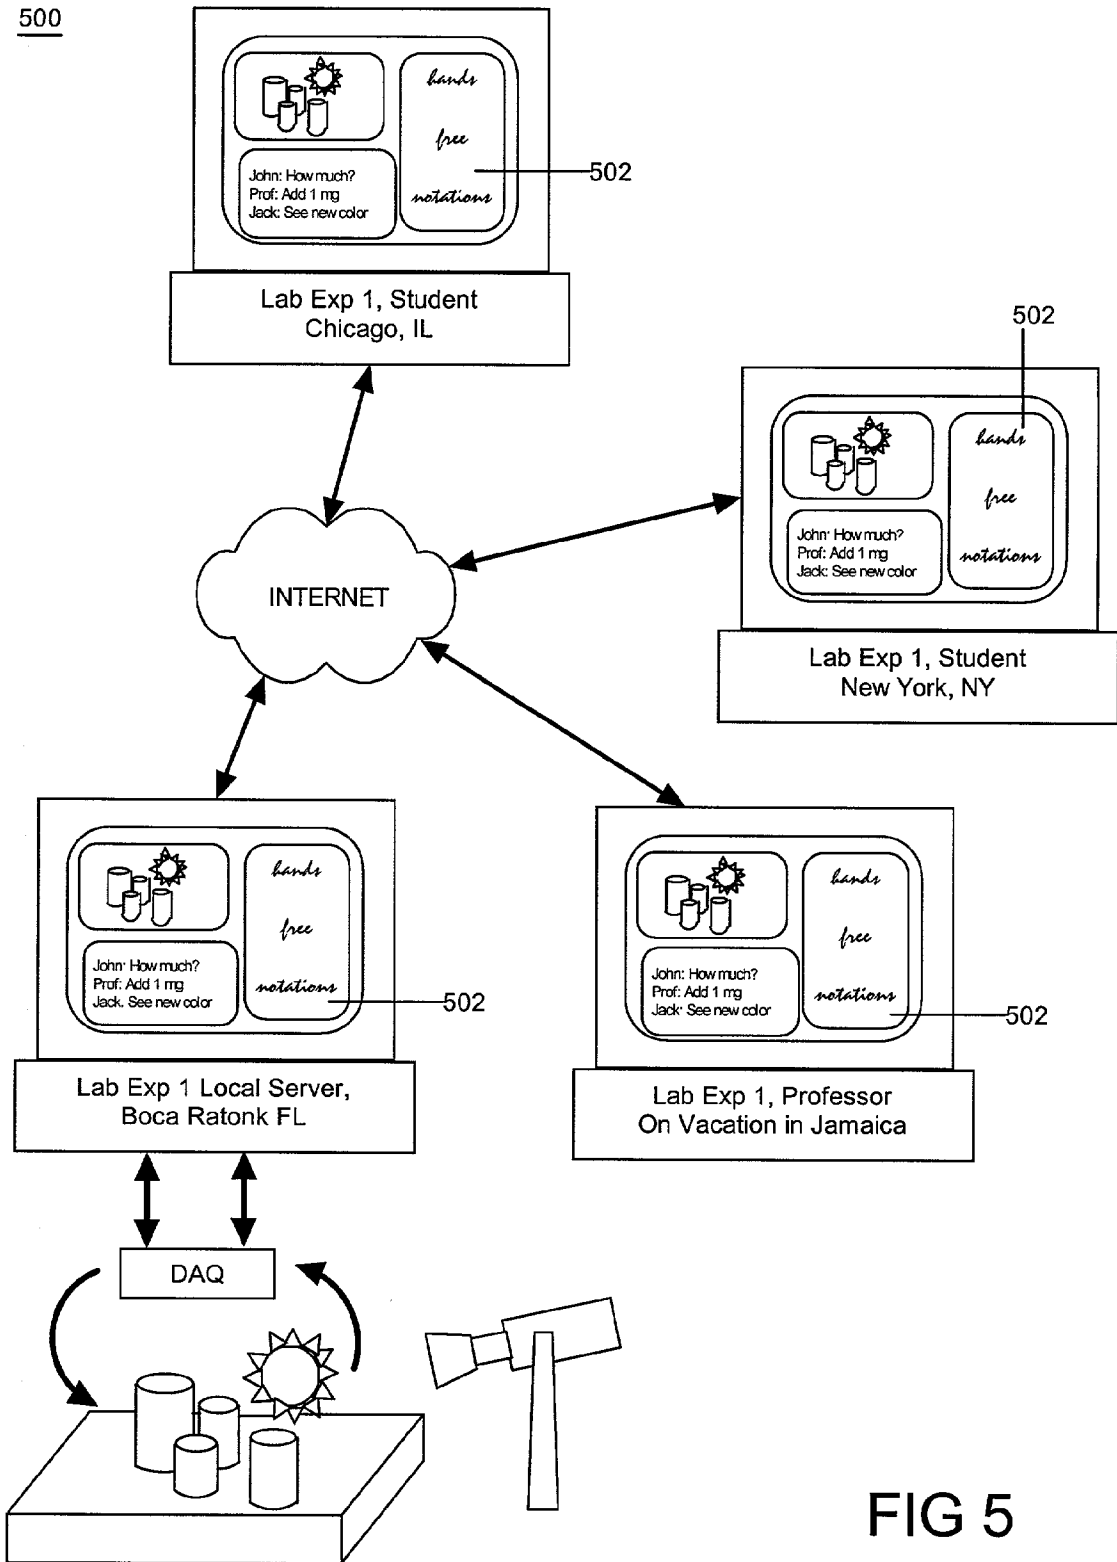 500
hands
free
notations
John: How much?
Prof: Add 1 mg
Jack: See new color
502
Lab Exp 1, Student
Chicago, IL
502
hands
free
notations
John: How much?
Prof: Add 1 mg
Jack: See new color
Lab Exp 1, Student
New York, NY
INTERNET
hands
free
notations
John: How much?
Prof: Add 1 mg
Jack. See new color
502
Lab Exp 1 Local Server,
Boca Ratonk FL
hands
free
notations
John: How much?
Prof: Add 1 mg
Jack: See new color
502
Lab Exp 1, Professor
On Vacation in Jamaica
DAQ
FIG 5